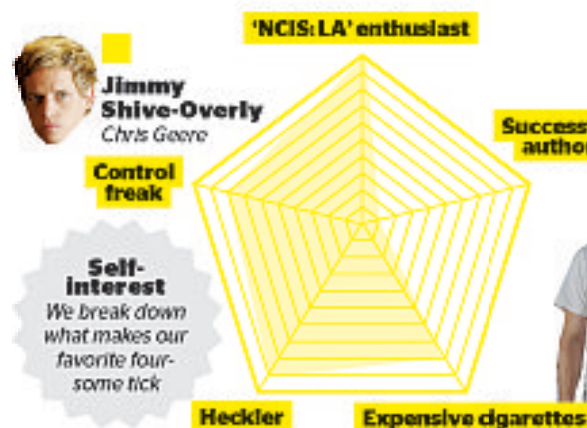 'NCIS: LA' enthusiast
Jimmy
Shive-Overly
Chris Geere
Control
freak
Self-
interest
We break down
what makes our
favorite four-
some tick
Heckler
Expensive cigarettes